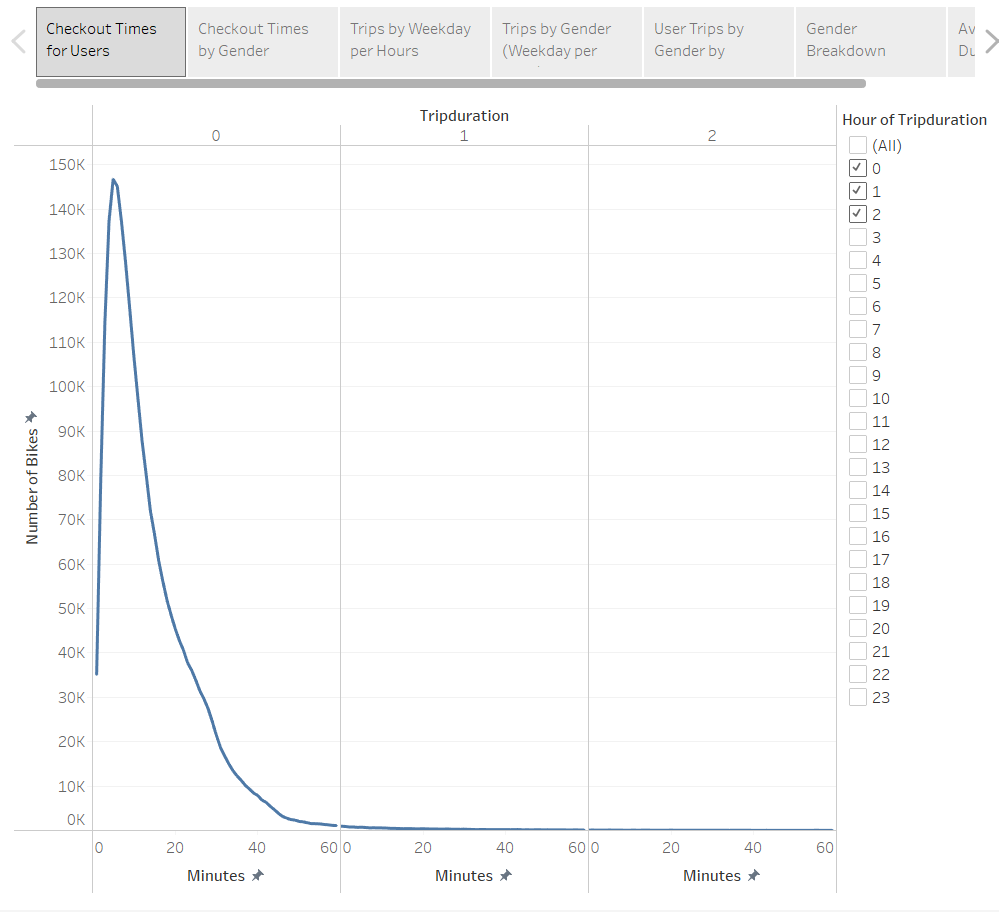 Checkout Times
for Users
Checkout Times
by Gender
Trips by Weekday
per Hours
Trips by Gender
(Weekday per
User Trips by
Gender by
Gender
Breakdown
Av
Du
Tripduration
0
1
2
150K
140K
130K
120K
110K
100K
90K
80K
70K
60K
50K
40K
30K
20K
10K
0K
Number of Bikes
0 20 40 60
0 20 40 60
0 20 40 60
Minutes
Minutes
Minutes
Hour of Tripduration
(All)
0
1
2
3
4
5
6
7
8
9
10
11
12
13
14
15
16
17
18
19
20
21
22
23